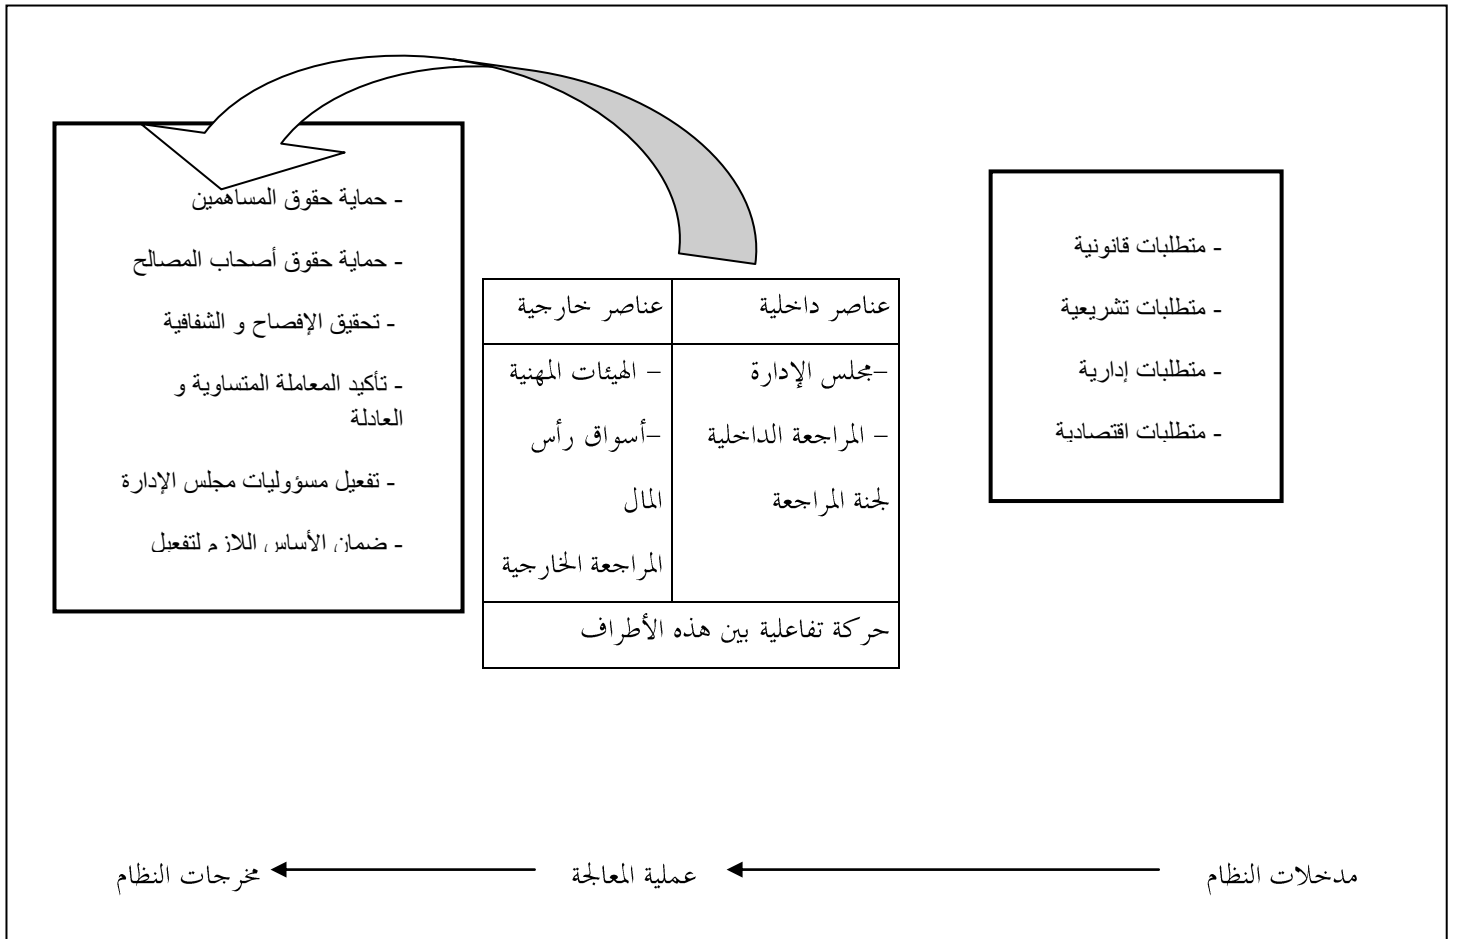 - متطلبات قانونية
- متطلبات تشريعية
- متطلبات إدارية
- متطلبات اقتصادية
عناصر داخلية
عناصر خارجية
–مجلس الإدارة
– المراجعة الداخلية
لجنة المراجعة
– الهيئات المهنية
–أسواق رأس
المال
المراجعة الخارجية
حركة تفاعلية بين هذه الأطراف
- حماية حقوق المساهمين
- حماية حقوق أصحاب المصالح
- تحقيق الإفصاح و الشفافية
- تأكيد المعاملة المتساوية و
العادلة
- تفعيل مسؤوليات مجلس الإدارة
- ضمان الأساس اللازم لتفعيل
مدخلات النظام
عملية المعالجة
مخرجات النظام